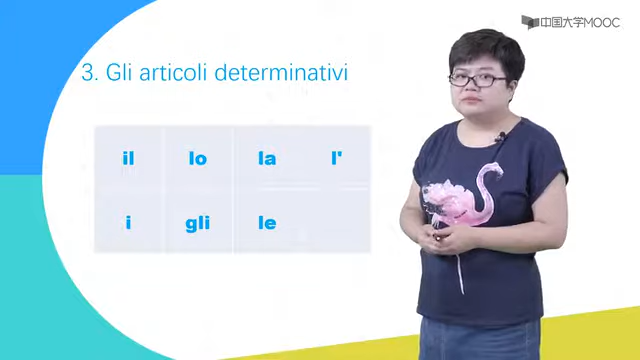 中国大学MOOC
3. Gli articoli determinativi
il lo la l'
i gli le